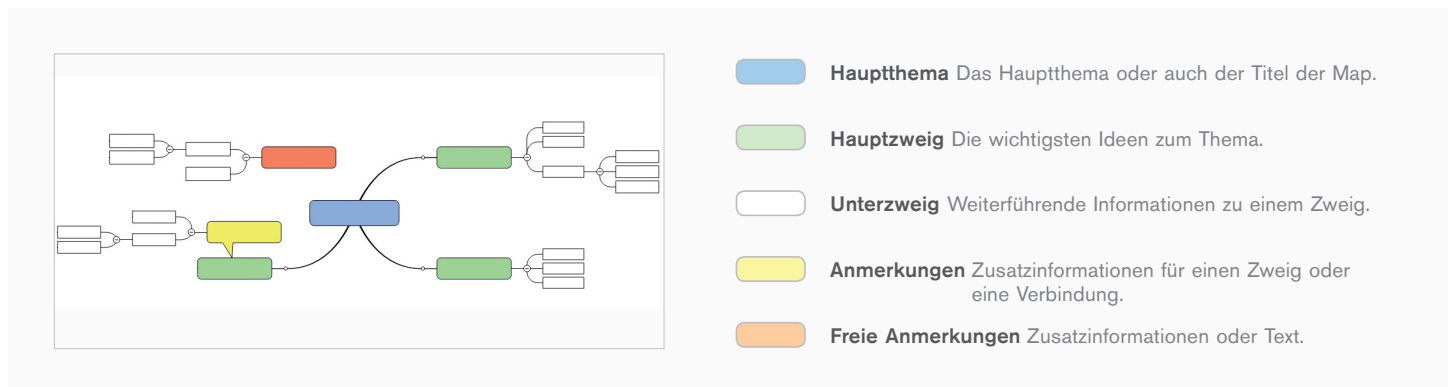 Hauptthema Das Hauptthema oder auch der Titel der Map.
Hauptzweig Die wichtigsten Ideen zum Thema.
Unterzweig Weiterführende Informationen zu einem Zweig.
Anmerkungen Zusatzinformationen für einen Zweig oder
eine Verbindung.
Freie Anmerkungen Zusatzinformationen oder Text.